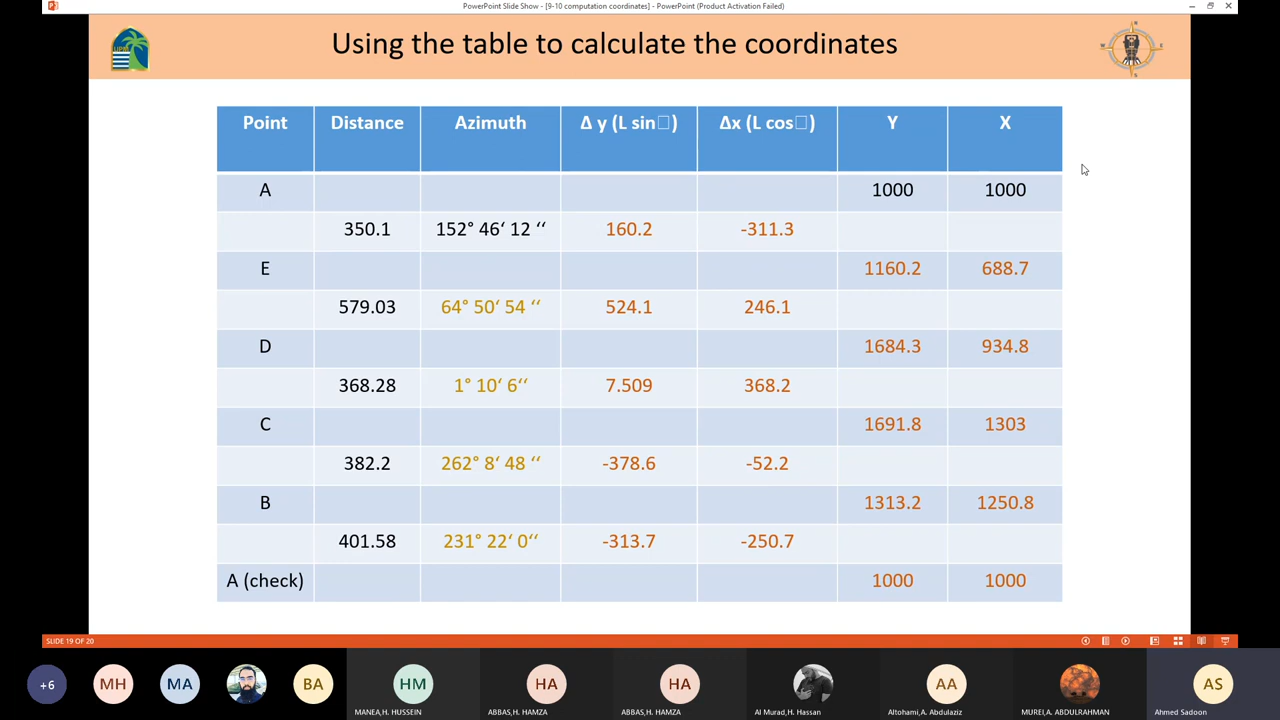 PowerPoint Slide Show - [9-10 computation coordinates] - PowerPoint (Product Activation Failed)
Using the table to calculate the coordinates
Point Distance Azimuth Δ y (L sin□) Δx (L cos□) Y X
A 1000 1000
350.1 152° 46‘ 12 ‘‘ 160.2 -311.3
E 1160.2 688.7
579.03 64° 50‘ 54 ‘‘ 524.1 246.1
D 1684.3 934.8
368.28 1° 10‘ 6‘‘ 7.509 368.2
C 1691.8 1303
382.2 262° 8‘ 48 ‘‘ -378.6 -52.2
B 1313.2 1250.8
401.58 231° 22‘ 0‘‘ -313.7 -250.7
A (check) 1000 1000
SLIDE 19 OF 20
+6 MH MA BA HM HA HA AA AS
MANEA,H. HUSSEIN ABBAS,H. HAMZA ABBAS,H. HAMZA Al Murad,H. Hassan Altohami,A. Abdulaziz MUREI,A. ABDULRAHMAN Ahmed Sadoon